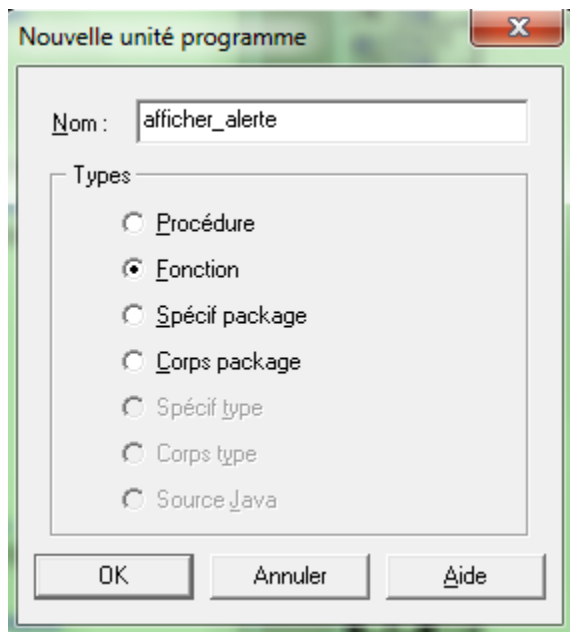 Nouvelle unité programme
Nom :
afficher_alerte
Types
Procédure
Fonction
Spécif package
Corps package
Spécif type
Corps type
Source Java
OK
Annuler
Aide